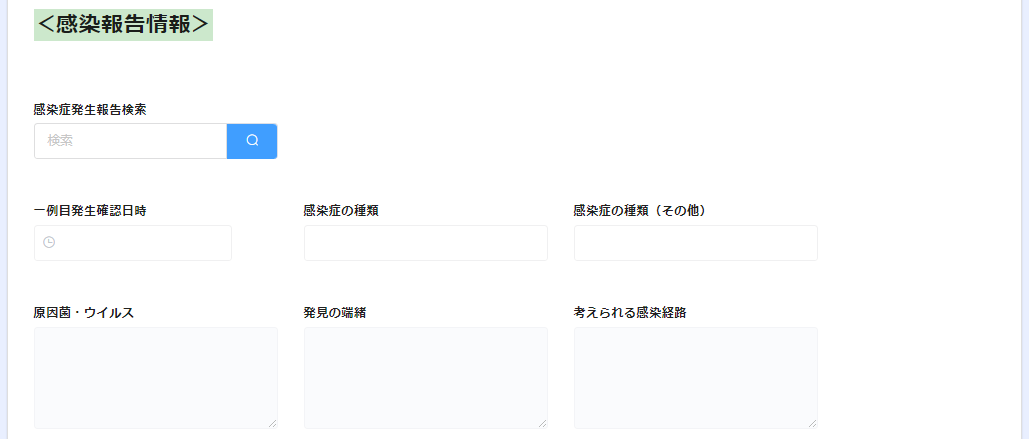 ＜感染報告情報＞
感染症発生報告検索
検索
一例目発生確認日時
感染症の種類
感染症の種類（その他）
原因菌・ウイルス
発見の端緒
考えられる感染経路